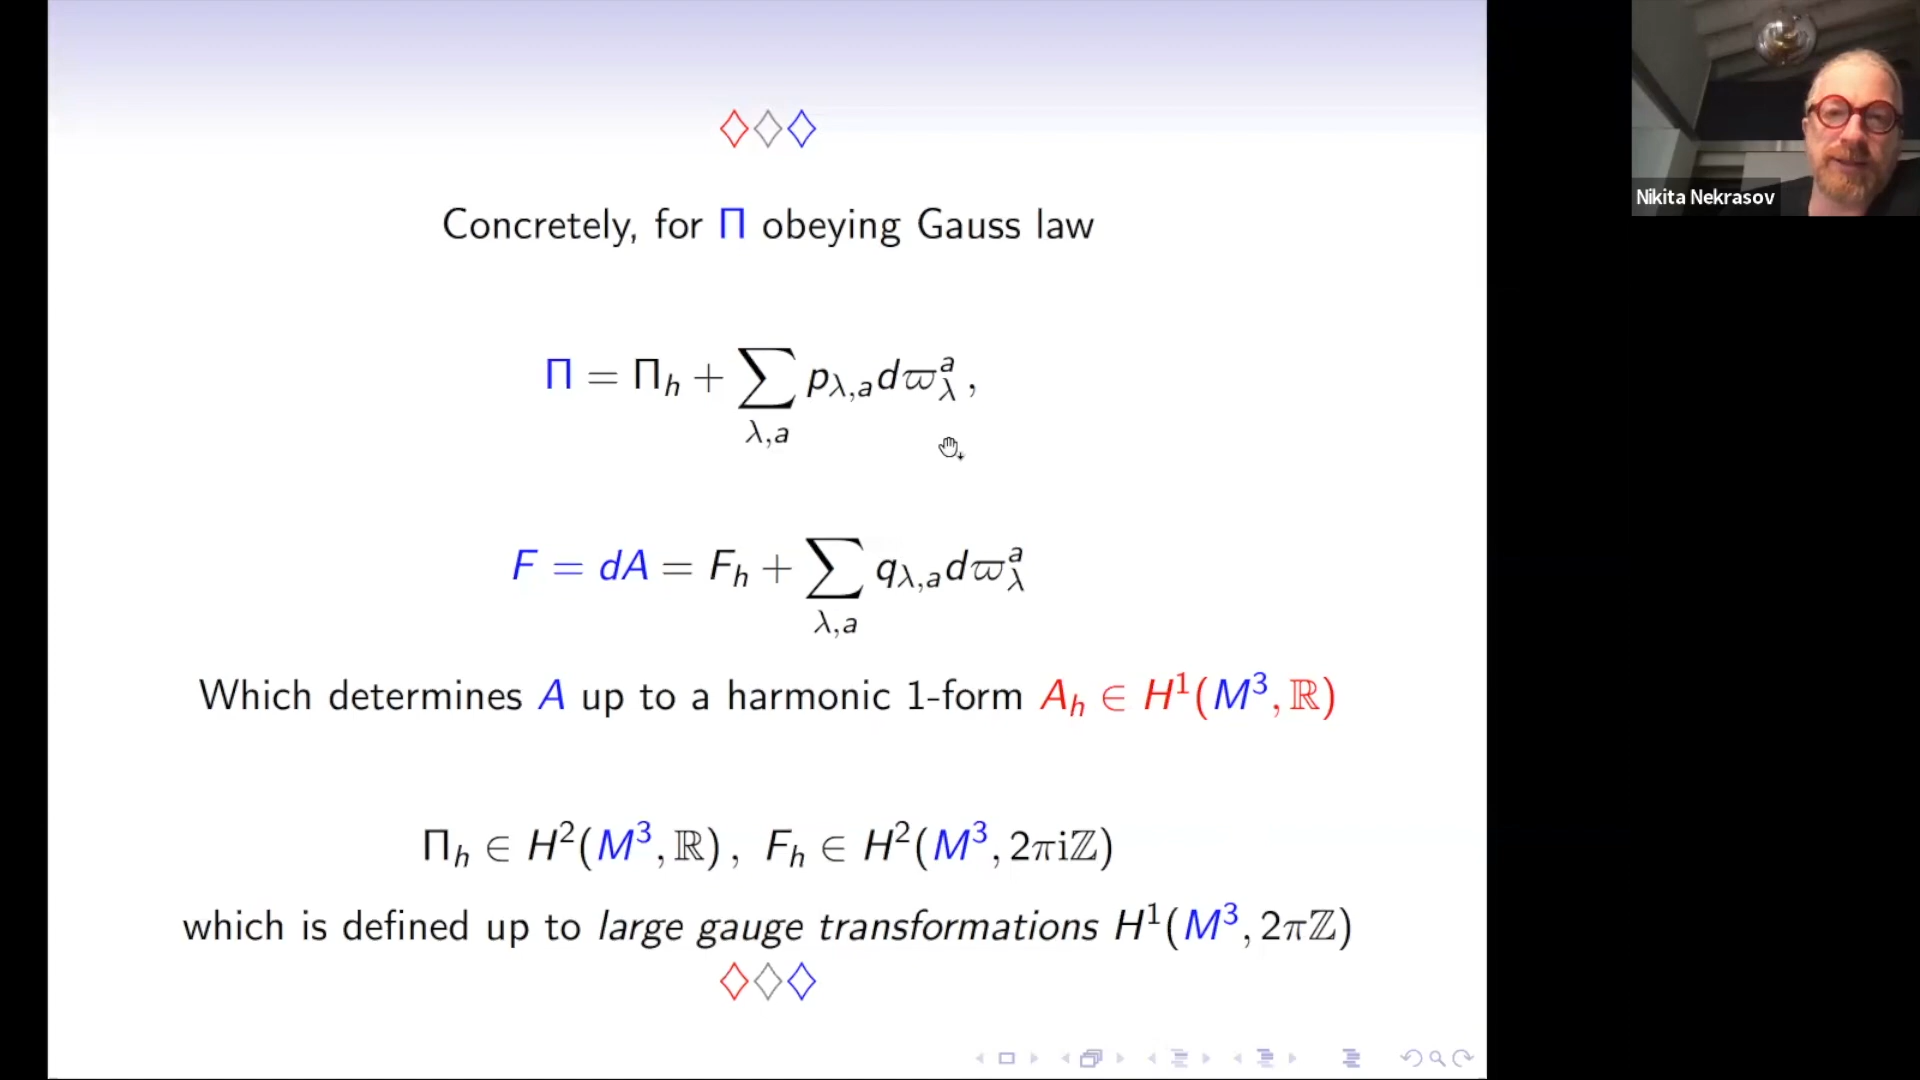 ♢♢♢
Concretely, for Π obeying Gauss law
Π = Π_h + ∑_{λ,a} p_{λ,a} dϖ^a_λ ,
F = dA = F_h + ∑_{λ,a} q_{λ,a} dϖ^a_λ
Which determines A up to a harmonic 1-form A_h ∈ H^1(M^3, ℝ)
Π_h ∈ H^2(M^3, ℝ) , F_h ∈ H^2(M^3, 2πiℤ)
which is defined up to large gauge transformations H^1(M^3, 2πℤ)
♢♢♢
Nikita Nekrasov